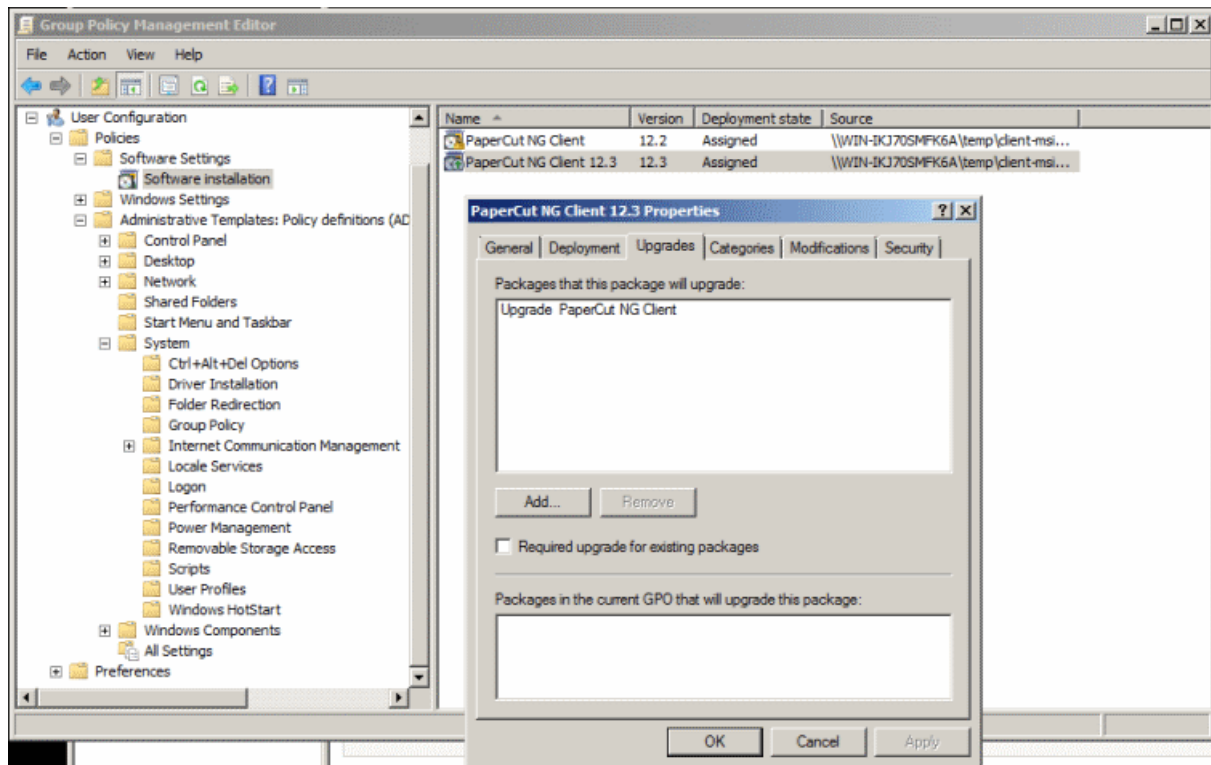 Group Policy Management Editor
File Action View Help
User Configuration
Policies
Software Settings
Software installation
Windows Settings
Administrative Templates: Policy definitions (AD
Control Panel
Desktop
Network
Shared Folders
Start Menu and Taskbar
System
Ctrl+Alt+Del Options
Driver Installation
Folder Redirection
Group Policy
Internet Communication Management
Locale Services
Logon
Performance Control Panel
Power Management
Removable Storage Access
Scripts
User Profiles
Windows HotStart
Windows Components
All Settings
Preferences
Name Version Deployment state Source
PaperCut NG Client 12.2 Assigned \\WIN-IKJ70SMFK6A\temp\client-msi...
PaperCut NG Client 12.3 12.3 Assigned \\WIN-IKJ70SMFK6A\temp\client-msi...
PaperCut NG Client 12.3 Properties
General Deployment Upgrades Categories Modifications Security
Packages that this package will upgrade:
Upgrade PaperCut NG Client
Add... Remove
Required upgrade for existing packages
Packages in the current GPO that will upgrade this package:
OK Cancel Apply